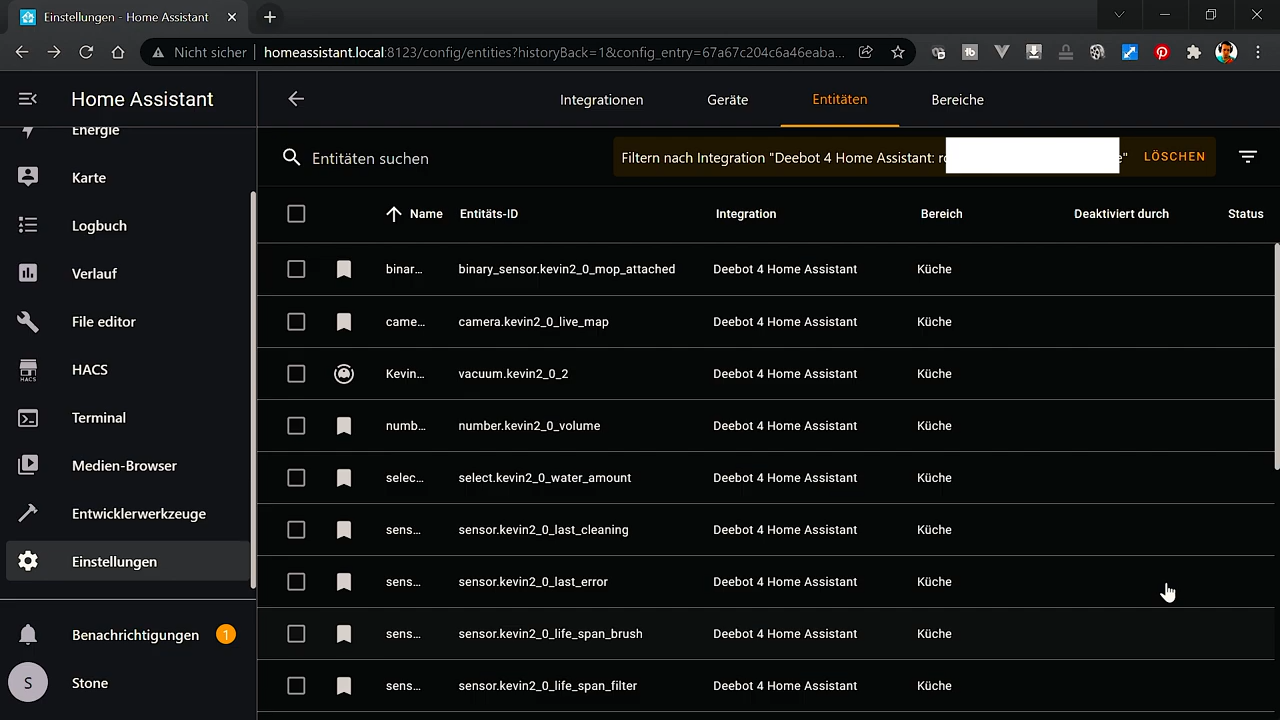 Einstellungen - Home Assistant
Nicht sicher homeassistant.local:8123/config/entities?historyBack=1&config_entry=67a67c204c6a46eaba...
Home Assistant
Energie
Karte
Logbuch
Verlauf
File editor
HACS
HACS
Terminal
Medien-Browser
Entwicklerwerkzeuge
Einstellungen
Benachrichtigungen 1
S Stone
Integrationen Geräte Entitäten Bereiche
Entitäten suchen
Filtern nach Integration "Deebot 4 Home Assistant: " LÖSCHEN
Name Entitäts-ID Integration Bereich Deaktiviert durch Status
binar... binary_sensor.kevin2_0_mop_attached Deebot 4 Home Assistant Küche
came... camera.kevin2_0_live_map Deebot 4 Home Assistant Küche
Kevin... vacuum.kevin2_0_2 Deebot 4 Home Assistant Küche
numb... number.kevin2_0_volume Deebot 4 Home Assistant Küche
selec... select.kevin2_0_water_amount Deebot 4 Home Assistant Küche
sens... sensor.kevin2_0_last_cleaning Deebot 4 Home Assistant Küche
sens... sensor.kevin2_0_last_error Deebot 4 Home Assistant Küche
sens... sensor.kevin2_0_life_span_brush Deebot 4 Home Assistant Küche
sens... sensor.kevin2_0_life_span_filter Deebot 4 Home Assistant Küche